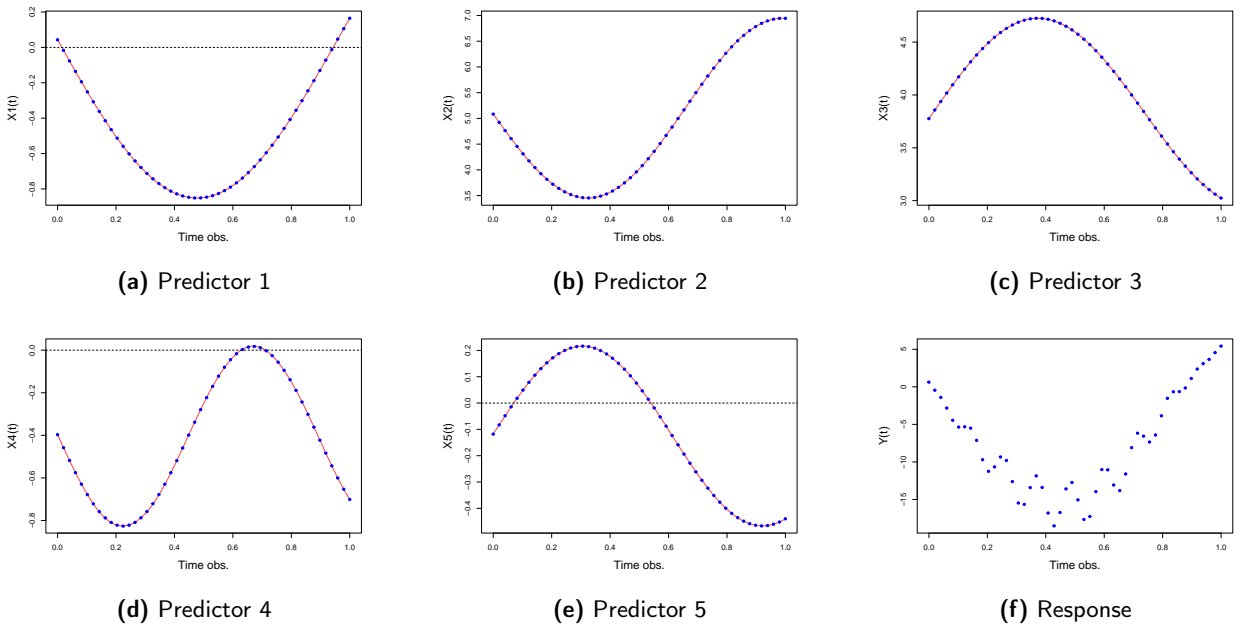 0.2
0.0
−0.2
−0.4
−0.6
−0.8
X1(t)
0.0 0.2 0.4 0.6 0.8 1.0
Time obs.
(a) Predictor 1
7.0
6.5
6.0
5.5
5.0
4.5
4.0
3.5
X2(t)
0.0 0.2 0.4 0.6 0.8 1.0
Time obs.
(b) Predictor 2
4.5
4.0
3.5
3.0
X3(t)
0.0 0.2 0.4 0.6 0.8 1.0
Time obs.
(c) Predictor 3
0.0
−0.2
−0.4
−0.6
−0.8
X4(t)
0.0 0.2 0.4 0.6 0.8 1.0
Time obs.
(d) Predictor 4
0.2
0.1
0.0
−0.1
−0.2
−0.3
−0.4
X5(t)
0.0 0.2 0.4 0.6 0.8 1.0
Time obs.
(e) Predictor 5
5
0
−5
−10
−15
Y(t)
0.0 0.2 0.4 0.6 0.8 1.0
Time obs.
(f) Response